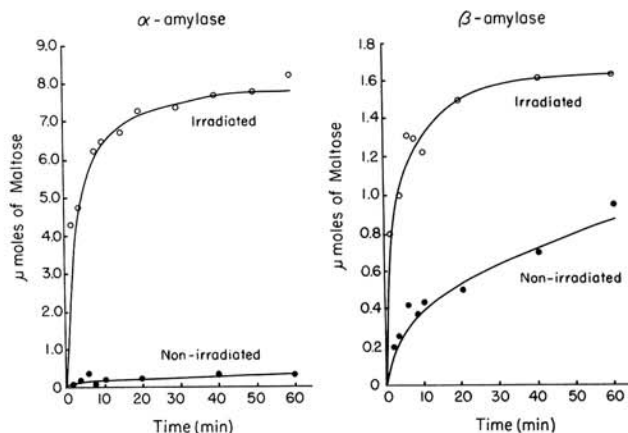 α-amylase
μ moles of Maltose
9.0
8.0
7.0
6.0
5.0
4.0
3.0
2.0
1.0
0
Irradiated
Non-irradiated
0 10 20 30 40 50 60
Time (min)
β-amylase
μ moles of Maltose
1.8
1.6
1.4
1.2
1.0
0.8
0.6
0.4
0.2
0
Irradiated
Non-irradiated
0 10 20 30 40 50 60
Time (min)